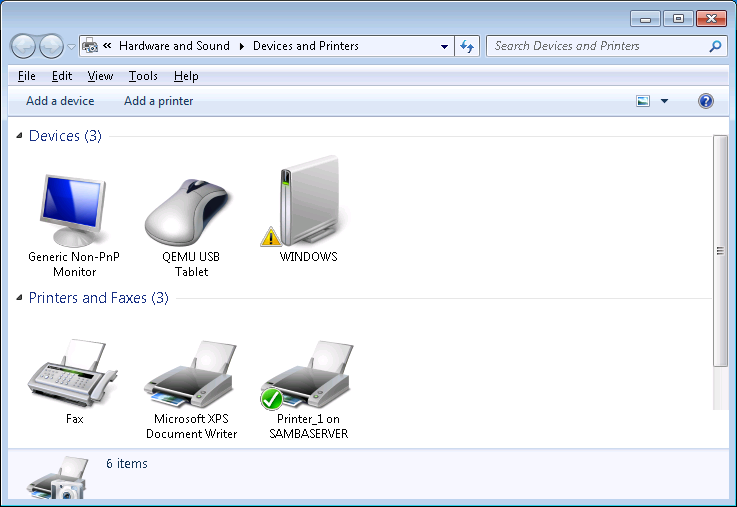 « Hardware and Sound ▸ Devices and Printers
Search Devices and Printers
File Edit View Tools Help
Add a device Add a printer
Devices (3)
Generic Non-PnP
Monitor
QEMU USB
Tablet
WINDOWS
Printers and Faxes (3)
Fax
Microsoft XPS
Document Writer
Printer_1 on
SAMBASERVER
6 items